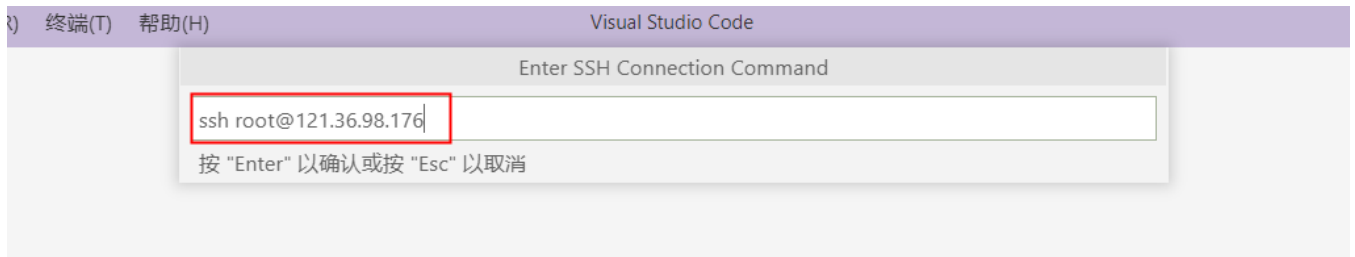 R) 终端(T) 帮助(H) Visual Studio Code
Enter SSH Connection Command
ssh root@121.36.98.176
按 "Enter" 以确认或按 "Esc" 以取消